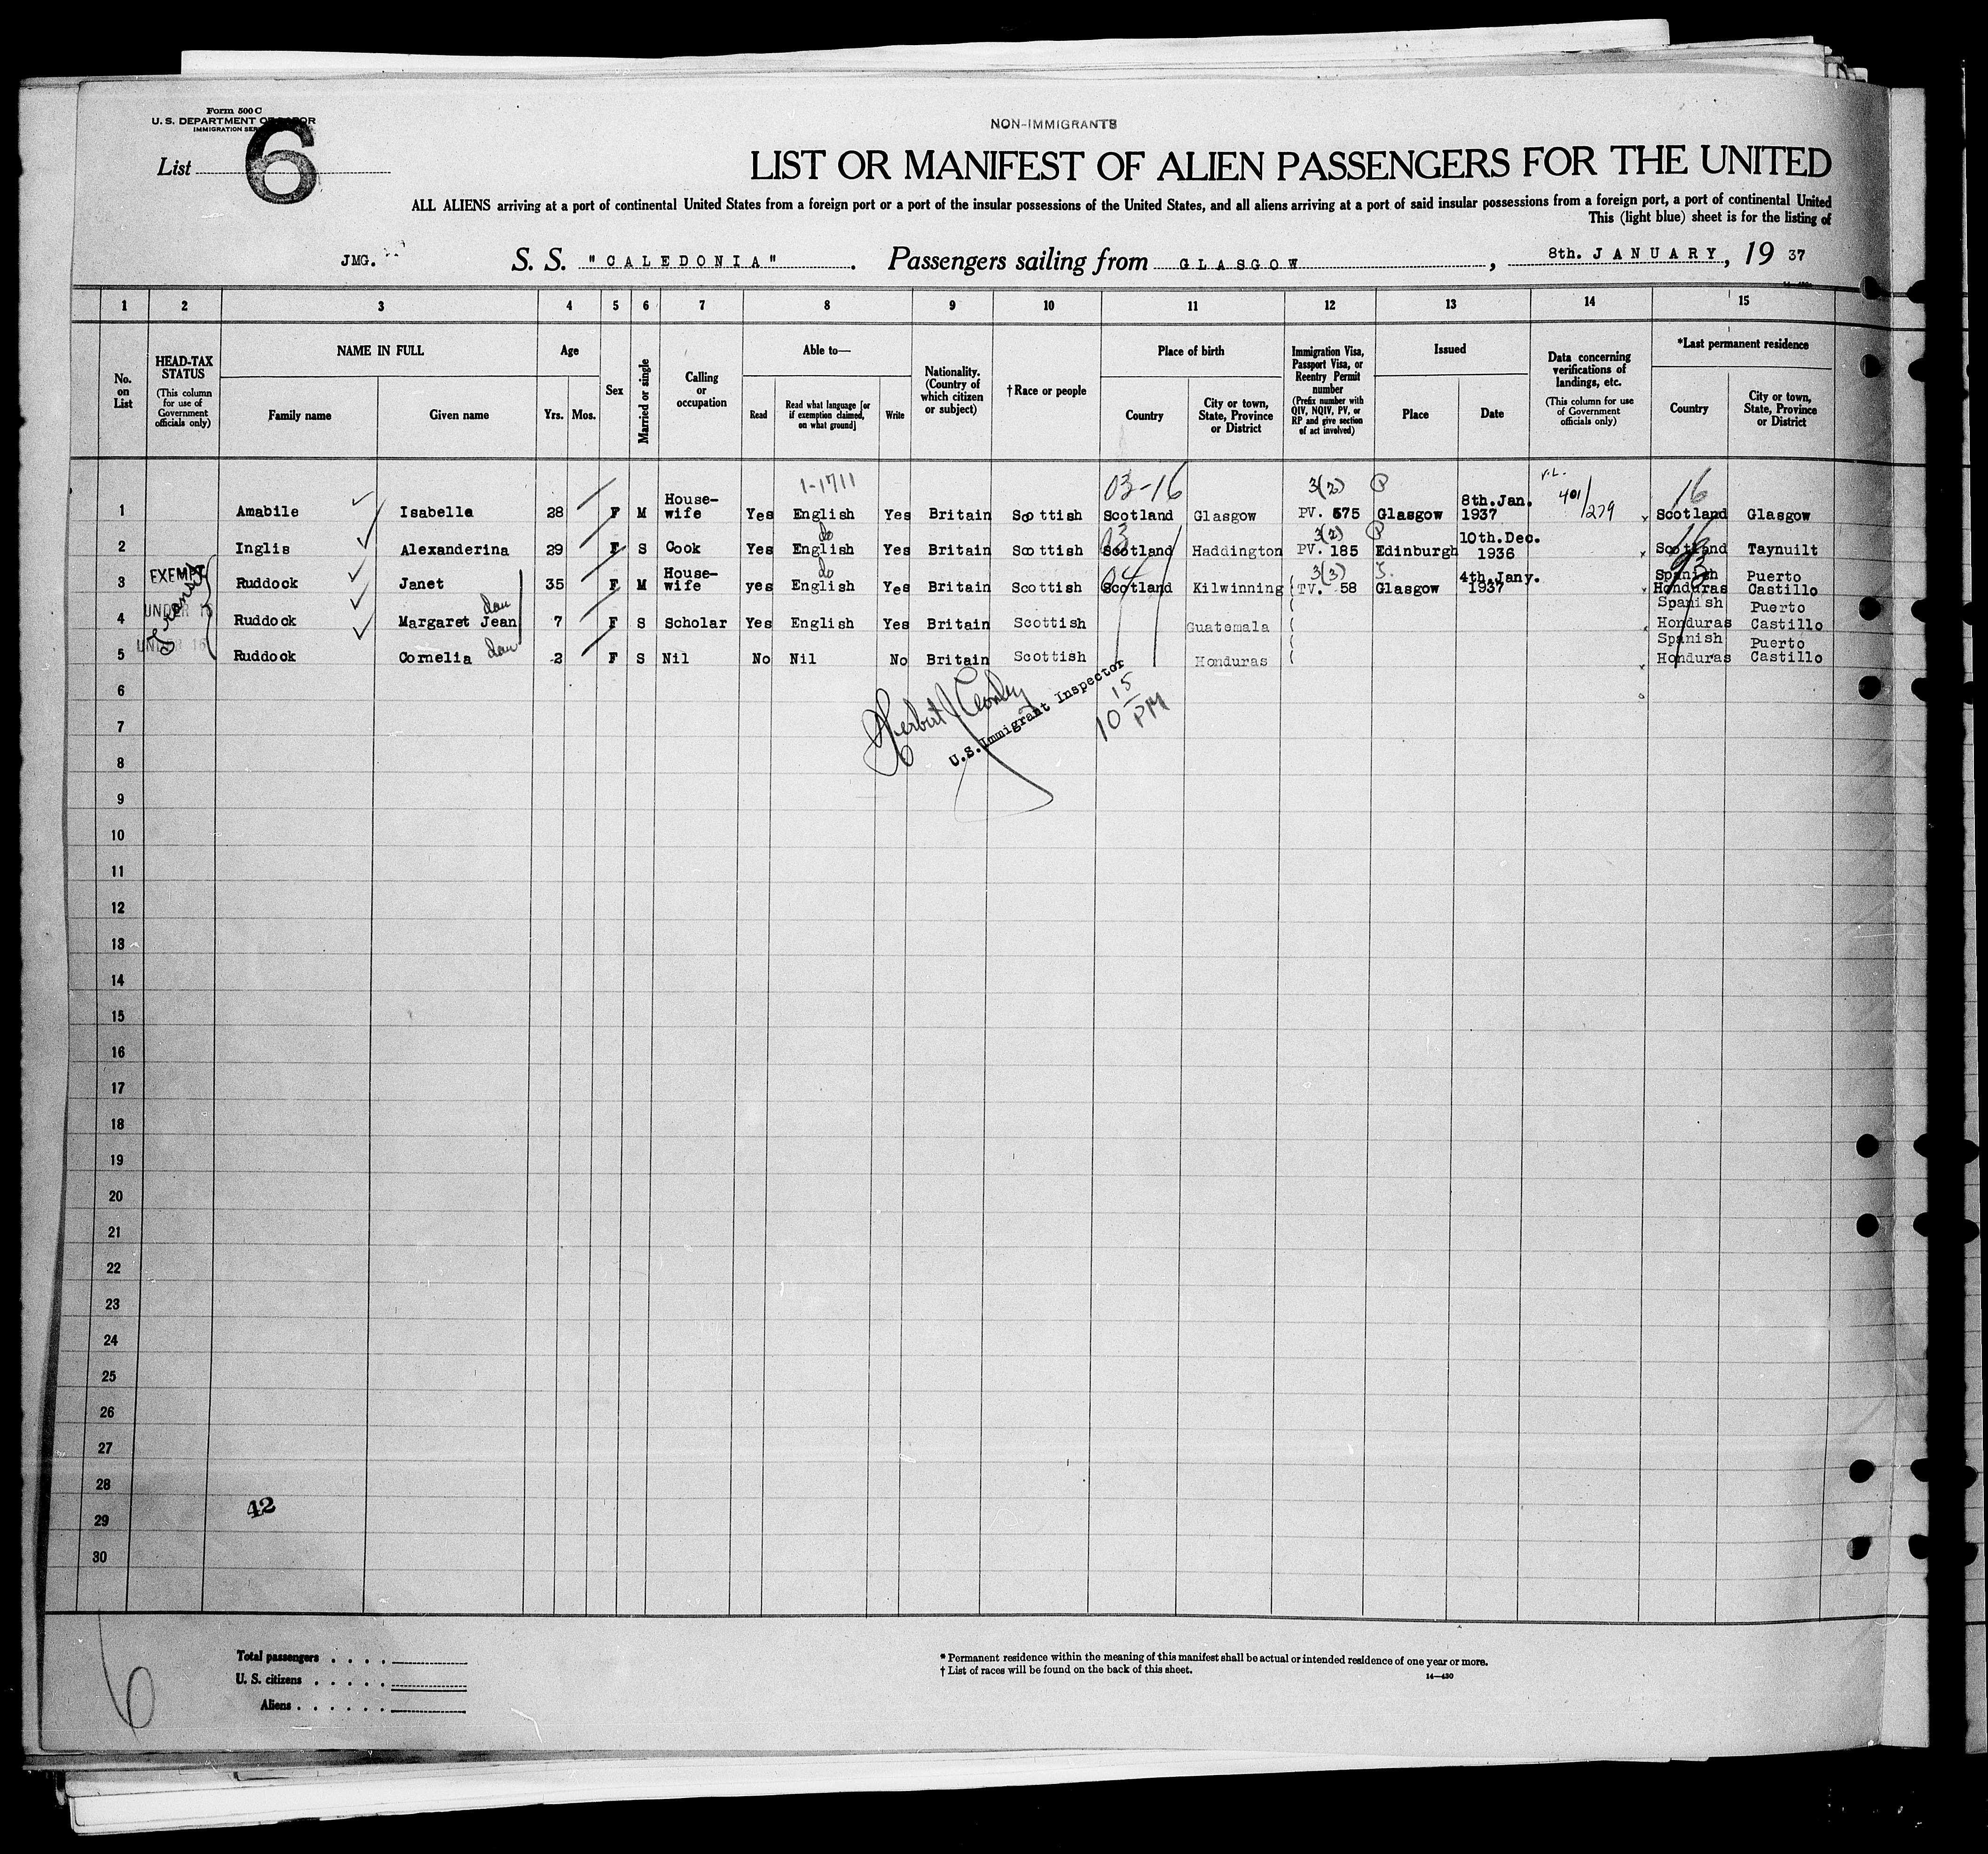 Form 500 C
U. S. DEPARTMENT OF LABOR
IMMIGRATION SER
List 6
NON-IMMIGRANTS
LIST OR MANIFEST OF ALIEN PASSENGERS FOR THE UNITED
ALL ALIENS arriving at a port of continental United States from a foreign port or a port of the insular possessions of the United States, and all aliens arriving at a port of said insular possessions from a foreign port, a port of continental United
This (light blue) sheet is for the listing of
JMG. S. S. "CALEDONIA". Passengers sailing from GLASGOW, 8th. JANUARY, 19 37
1 2 3 4 5 6 7 8 9 10 11 12 13 14 15
No. on List
HEAD-TAX STATUS
(This column for use of Government officials only)
NAME IN FULL
Family name
Given name
Age
Yrs. Mos.
Sex
Married or single
Calling or occupation
Able to—
Read
Read what language [or if exemption claimed, on what ground]
Write
Nationality. (Country of which citizen or subject)
† Race or people
Place of birth
Country
City or town, State, Province or District
Immigration Visa, Passport Visa, or Reentry Permit number
(Prefix number with QIV, NQIV, PV, or RP and give section of act involved)
Issued
Place
Date
Data concerning verifications of landings, etc.
(This column for use of Government officials only)
*Last permanent residence
Country
City or town, State, Province or District
1-1711 03-16 3(2) P V.L. 401/279 16
1 Amabile Isabella 28 F M House-wife Yes English Yes Britain Scottish Scotland Glasgow PV. 575 Glasgow 8th.Jan. 1937 Scotland Glasgow
do 03 3(2) P 16
2 Inglis Alexanderina 29 F S Cook Yes English Yes Britain Scottish Scotland Haddington PV. 185 Edinburgh 10th.Dec. 1936 Scotland Taynuilt
do 04 3(3) 93
3 EXEMPT Transit Ruddock Janet 35 F M House-wife yes English Yes Britain Scottish Scotland Kilwinning TV. 58 Glasgow 4th.Jany. 1937 Spanish Honduras Puerto Castillo
4 UNDER 16 Ruddock Margaret Jean dau 7 F S Scholar Yes English Yes Britain Scottish Guatemala Spanish Honduras Puerto Castillo
5 UNDER 16 Ruddock Cornelia dau 2 F S Nil No Nil No Britain Scottish Honduras Spanish Honduras Puerto Castillo
6
7
U.S. Immigrant Inspector
10 15 PM
8
9
10
11
12
13
14
15
16
17
18
19
20
21
22
23
24
25
26
27
28
42
29
30
6
Total passengers . . . .
U. S. citizens . . . . .
Aliens . . . . . .
* Permanent residence within the meaning of this manifest shall be actual or intended residence of one year or more.
† List of races will be found on the back of this sheet.
14—430